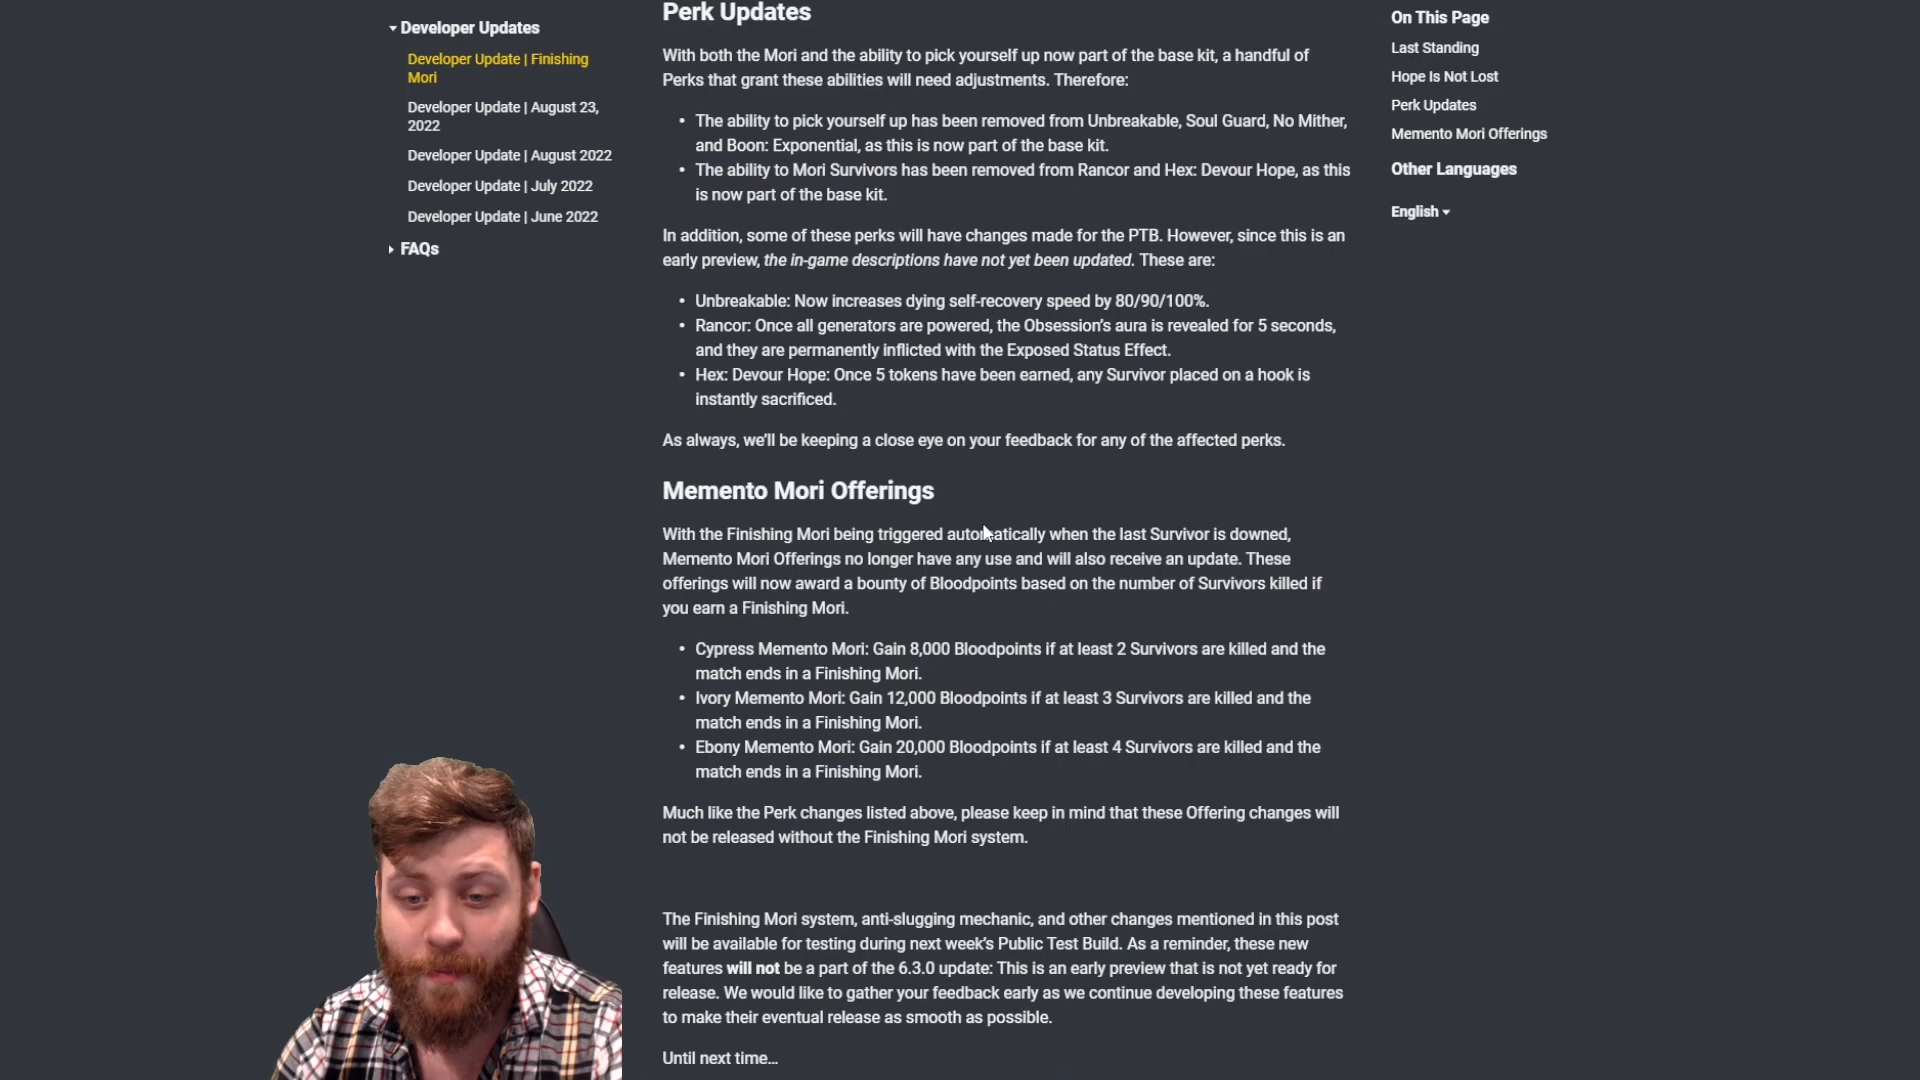 Developer Updates
Developer Update | Finishing
Mori
Developer Update | August 23,
2022
Developer Update | August 2022
Developer Update | July 2022
Developer Update | June 2022
FAQs
Perk Updates
With both the Mori and the ability to pick yourself up now part of the base kit, a handful of
Perks that grant these abilities will need adjustments. Therefore:
• The ability to pick yourself up has been removed from Unbreakable, Soul Guard, No Mither,
and Boon: Exponential, as this is now part of the base kit.
• The ability to Mori Survivors has been removed from Rancor and Hex: Devour Hope, as this
is now part of the base kit.
In addition, some of these perks will have changes made for the PTB. However, since this is an
early preview, the in-game descriptions have not yet been updated. These are:
• Unbreakable: Now increases dying self-recovery speed by 80/90/100%.
• Rancor: Once all generators are powered, the Obsession's aura is revealed for 5 seconds,
and they are permanently inflicted with the Exposed Status Effect.
• Hex: Devour Hope: Once 5 tokens have been earned, any Survivor placed on a hook is
instantly sacrificed.
As always, we'll be keeping a close eye on your feedback for any of the affected perks.
Memento Mori Offerings
With the Finishing Mori being triggered automatically when the last Survivor is downed,
Memento Mori Offerings no longer have any use and will also receive an update. These
offerings will now award a bounty of Bloodpoints based on the number of Survivors killed if
you earn a Finishing Mori.
• Cypress Memento Mori: Gain 8,000 Bloodpoints if at least 2 Survivors are killed and the
match ends in a Finishing Mori.
• Ivory Memento Mori: Gain 12,000 Bloodpoints if at least 3 Survivors are killed and the
match ends in a Finishing Mori.
• Ebony Memento Mori: Gain 20,000 Bloodpoints if at least 4 Survivors are killed and the
match ends in a Finishing Mori.
Much like the Perk changes listed above, please keep in mind that these Offering changes will
not be released without the Finishing Mori system.
The Finishing Mori system, anti-slugging mechanic, and other changes mentioned in this post
will be available for testing during next week's Public Test Build. As a reminder, these new
features will not be a part of the 6.3.0 update: This is an early preview that is not yet ready for
release. We would like to gather your feedback early as we continue developing these features
to make their eventual release as smooth as possible.
Until next time…
On This Page
Last Standing
Hope Is Not Lost
Perk Updates
Memento Mori Offerings
Other Languages
English